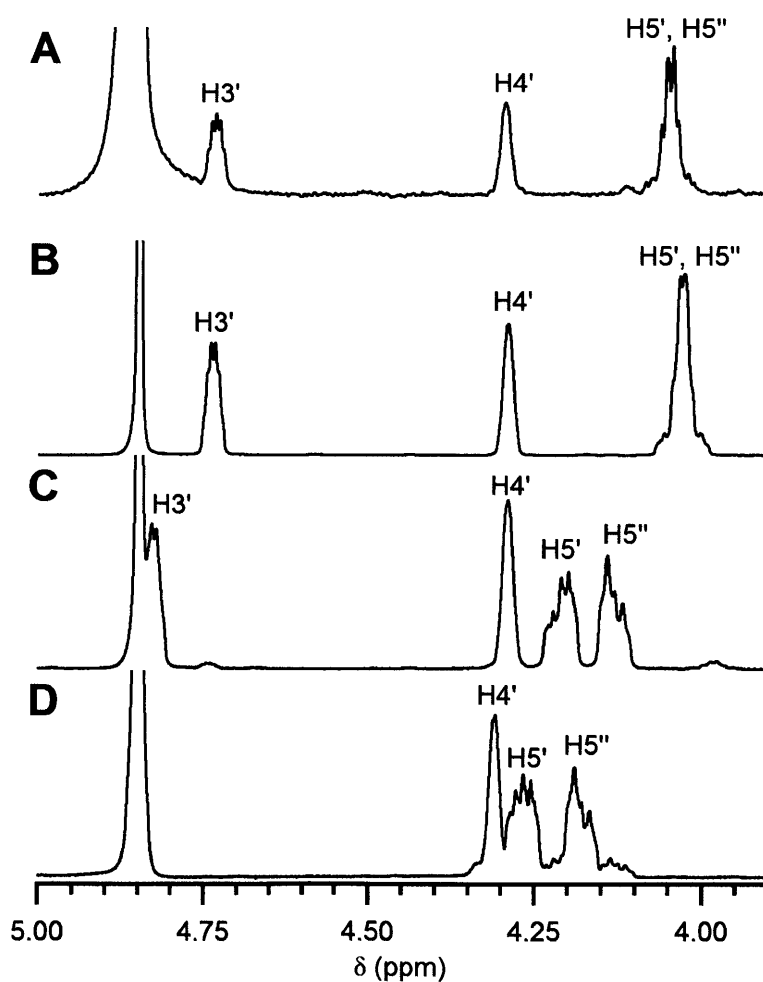 A
H3'
H4'
H5', H5"
B
H3'
H4'
H5', H5"
C
H3'
H4'
H5'
H5"
D
H4'
H5'
H5"
5.00 4.75 4.50 4.25 4.00
δ (ppm)